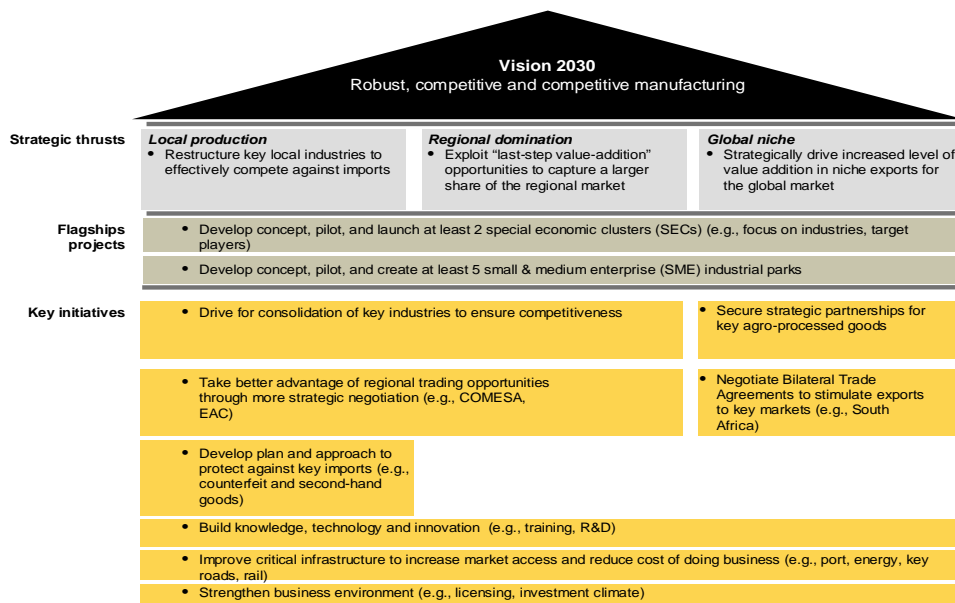 Vision 2030
Robust, competitive and competitive manufacturing
Strategic thrusts
Local production
• Restructure key local industries to
effectively compete against imports
Regional domination
• Exploit “last-step value-addition”
opportunities to capture a larger
share of the regional market
Global niche
• Strategically drive increased level of
value addition in niche exports for
the global market
Flagships
projects
• Develop concept, pilot, and launch at least 2 special economic clusters (SECs) (e.g., focus on industries, target
players)
• Develop concept, pilot, and create at least 5 small & medium enterprise (SME) industrial parks
Key initiatives
• Drive for consolidation of key industries to ensure competitiveness
• Secure strategic partnerships for
key agro-processed goods
• Take better advantage of regional trading opportunities
through more strategic negotiation (e.g., COMESA,
EAC)
• Negotiate Bilateral Trade
Agreements to stimulate exports
to key markets (e.g., South
Africa)
• Develop plan and approach to
protect against key imports (e.g.,
counterfeit and second-hand
goods)
• Build knowledge, technology and innovation (e.g., training, R&D)
• Improve critical infrastructure to increase market access and reduce cost of doing business (e.g., port, energy, key
roads, rail)
• Strengthen business environment (e.g., licensing, investment climate)